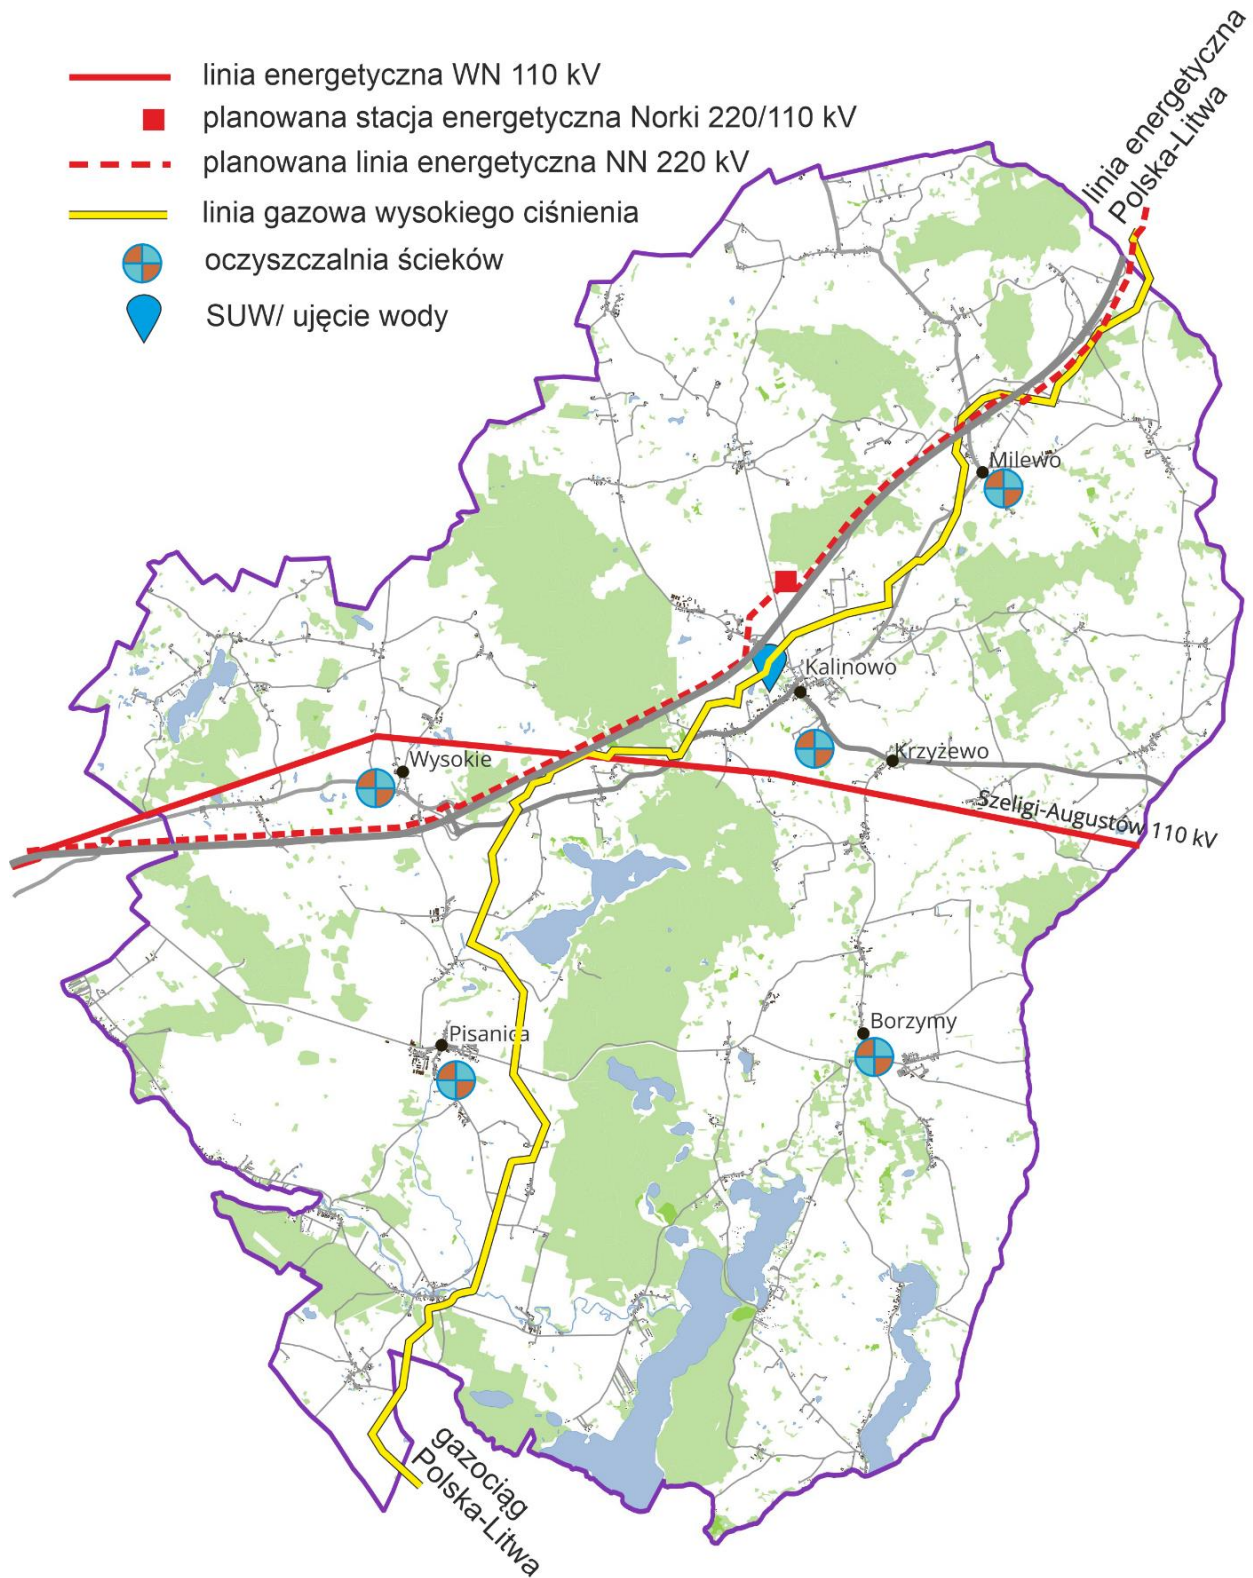 linia energetyczna WN 110 kV
planowana stacja energetyczna Norki 220/110 kV
planowana linia energetyczna NN 220 kV
linia gazowa wysokiego ciśnienia
oczyszczalnia ścieków
SUW/ ujęcie wody
linia energetyczna
Polska-Litwa
Milewo
Kalinowo
Wysokie
Krzyżewo
Szeligi-Augustów 110 kV
Borzymy
Pisanica
gazociąg
Polska-Litwa